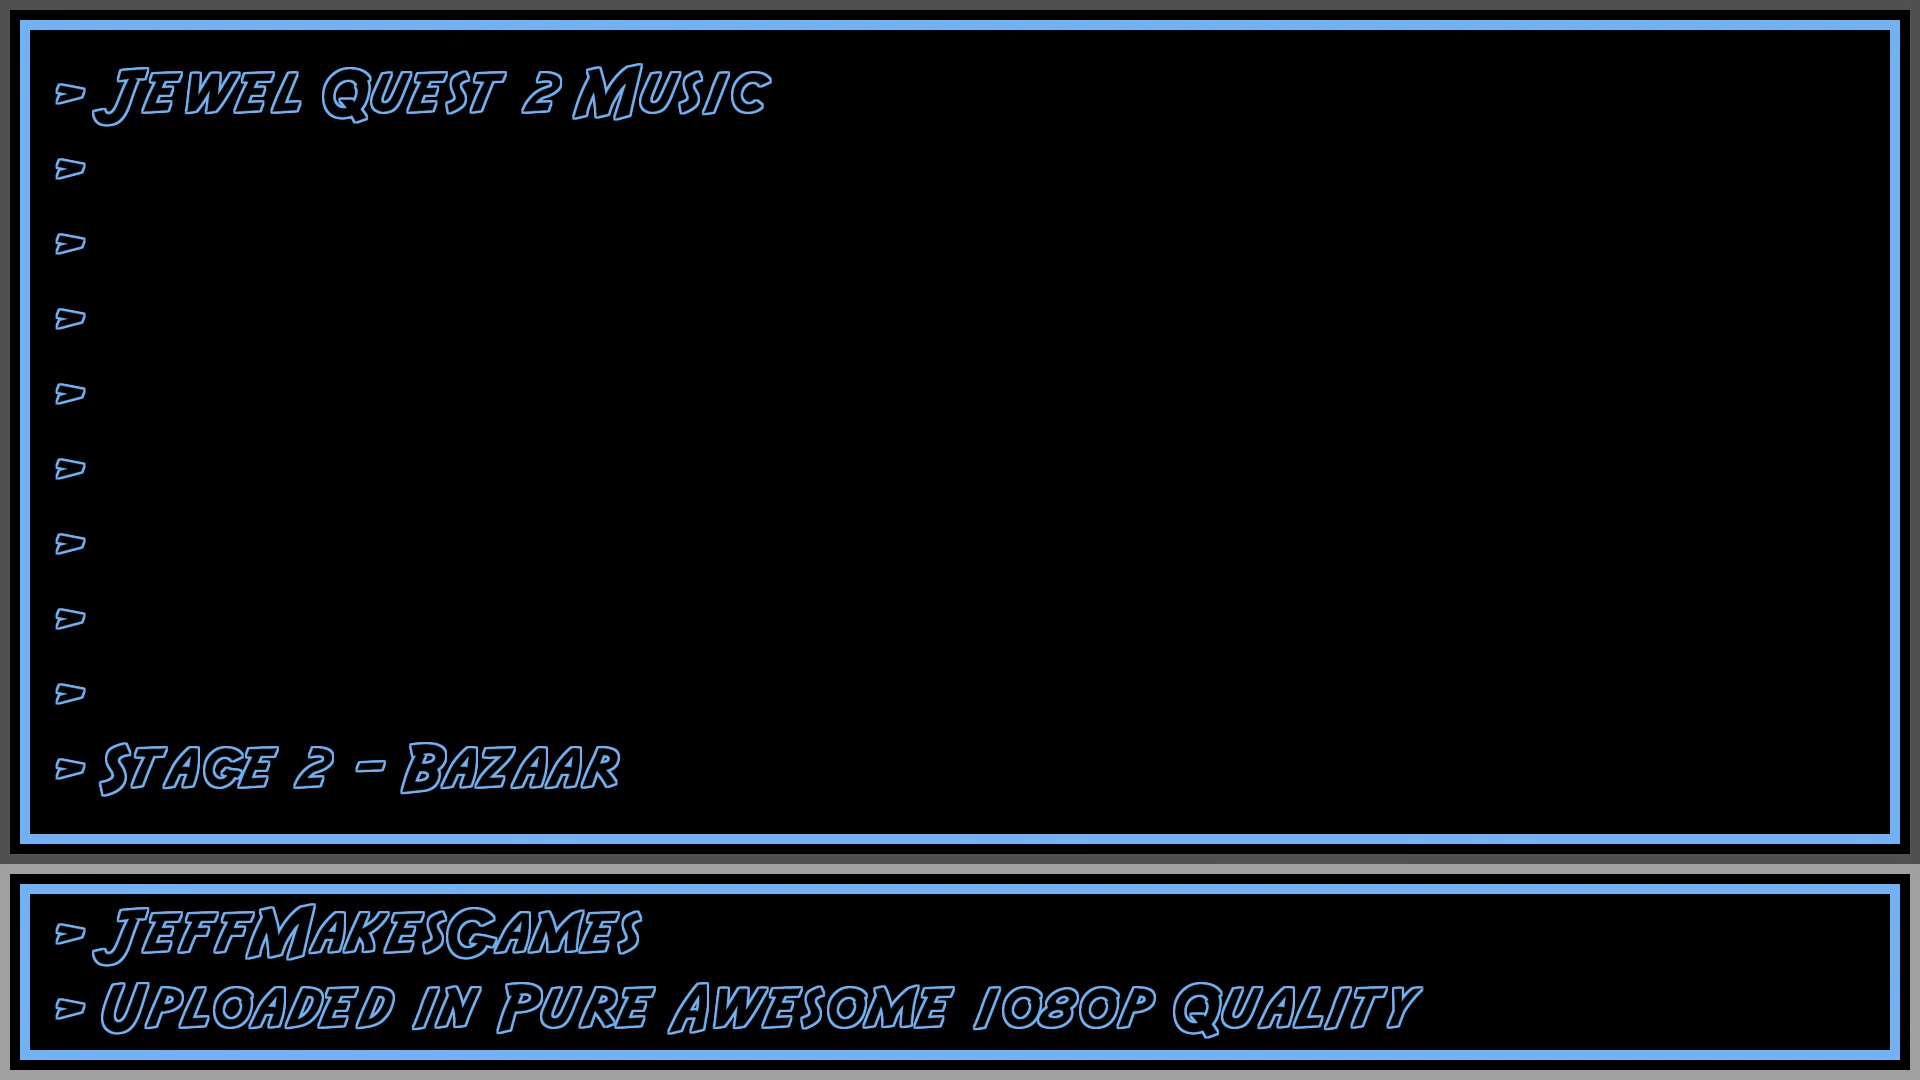 > Jewel Quest 2 Music
>
>
>
>
>
>
>
>
> Stage 2 - Bazaar
> JeffMakesGames
> Uploaded in Pure Awesome 1080p Quality